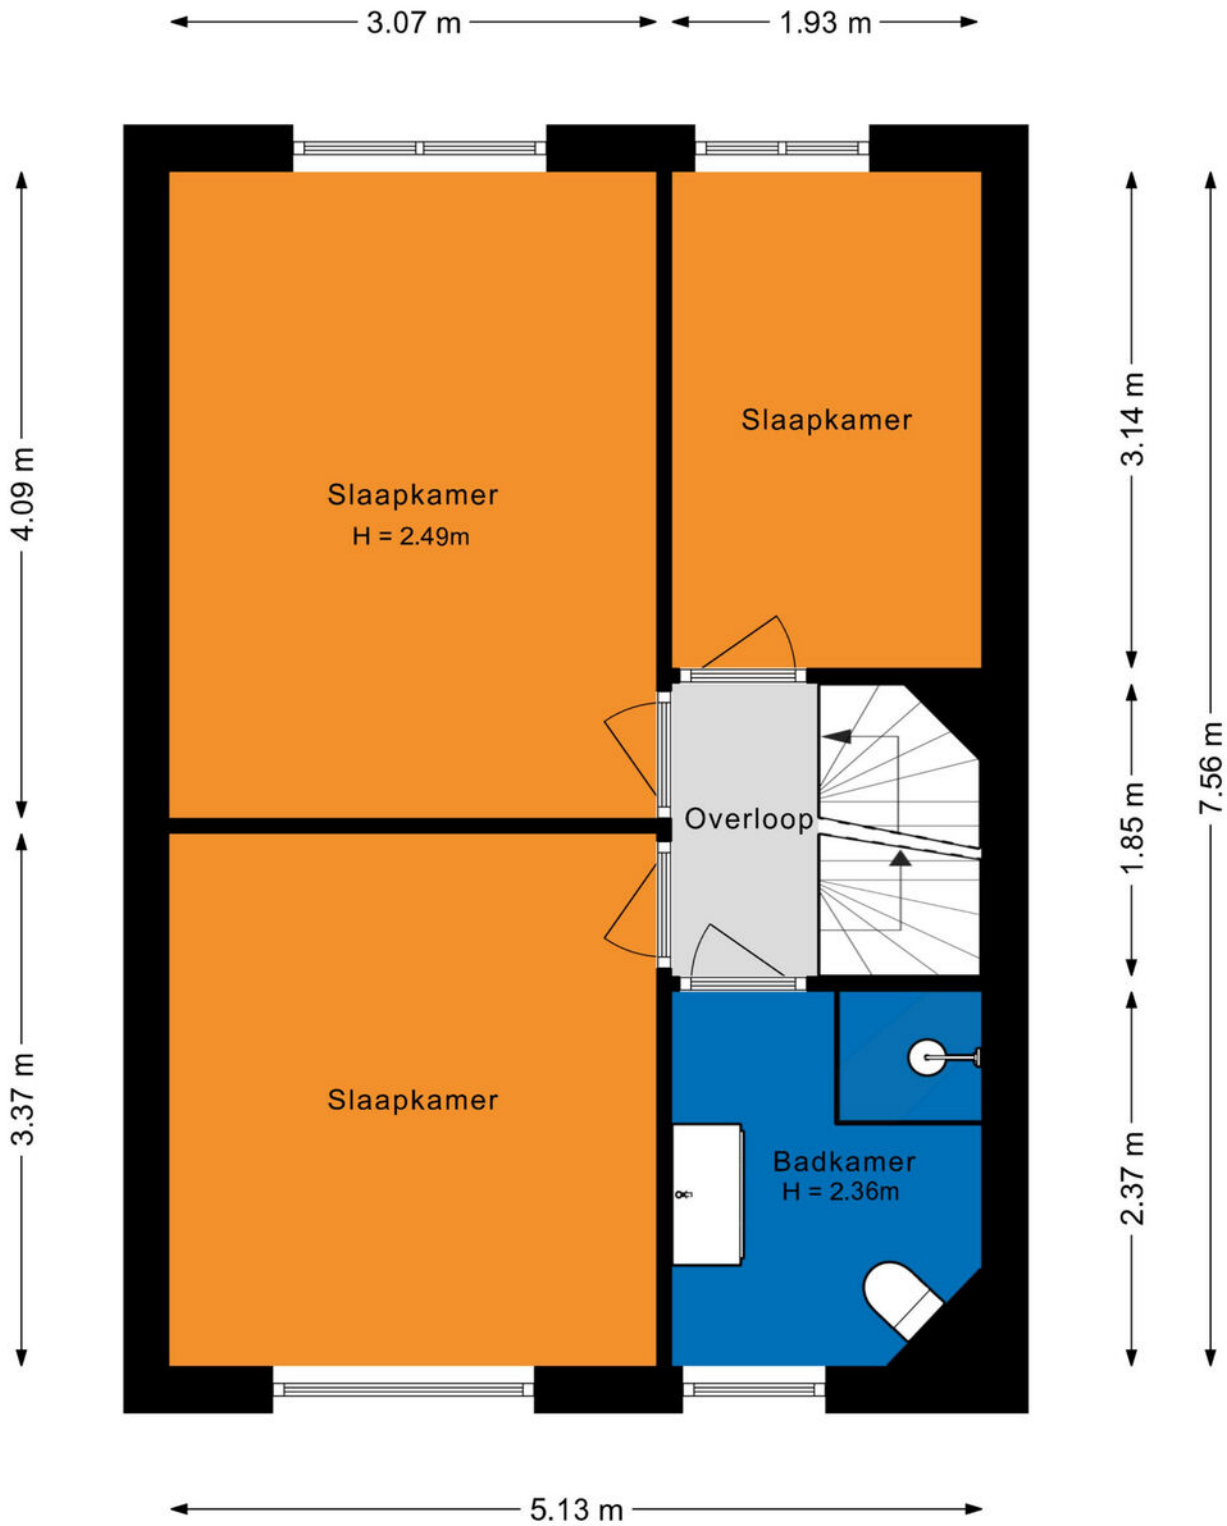 3.07 m
1.93 m
4.09 m
3.14 m
Slaapkamer
Slaapkamer
H = 2.49m
7.56 m
Overloop
1.85 m
3.37 m
Slaapkamer
2.37 m
Badkamer
H = 2.36m
5.13 m